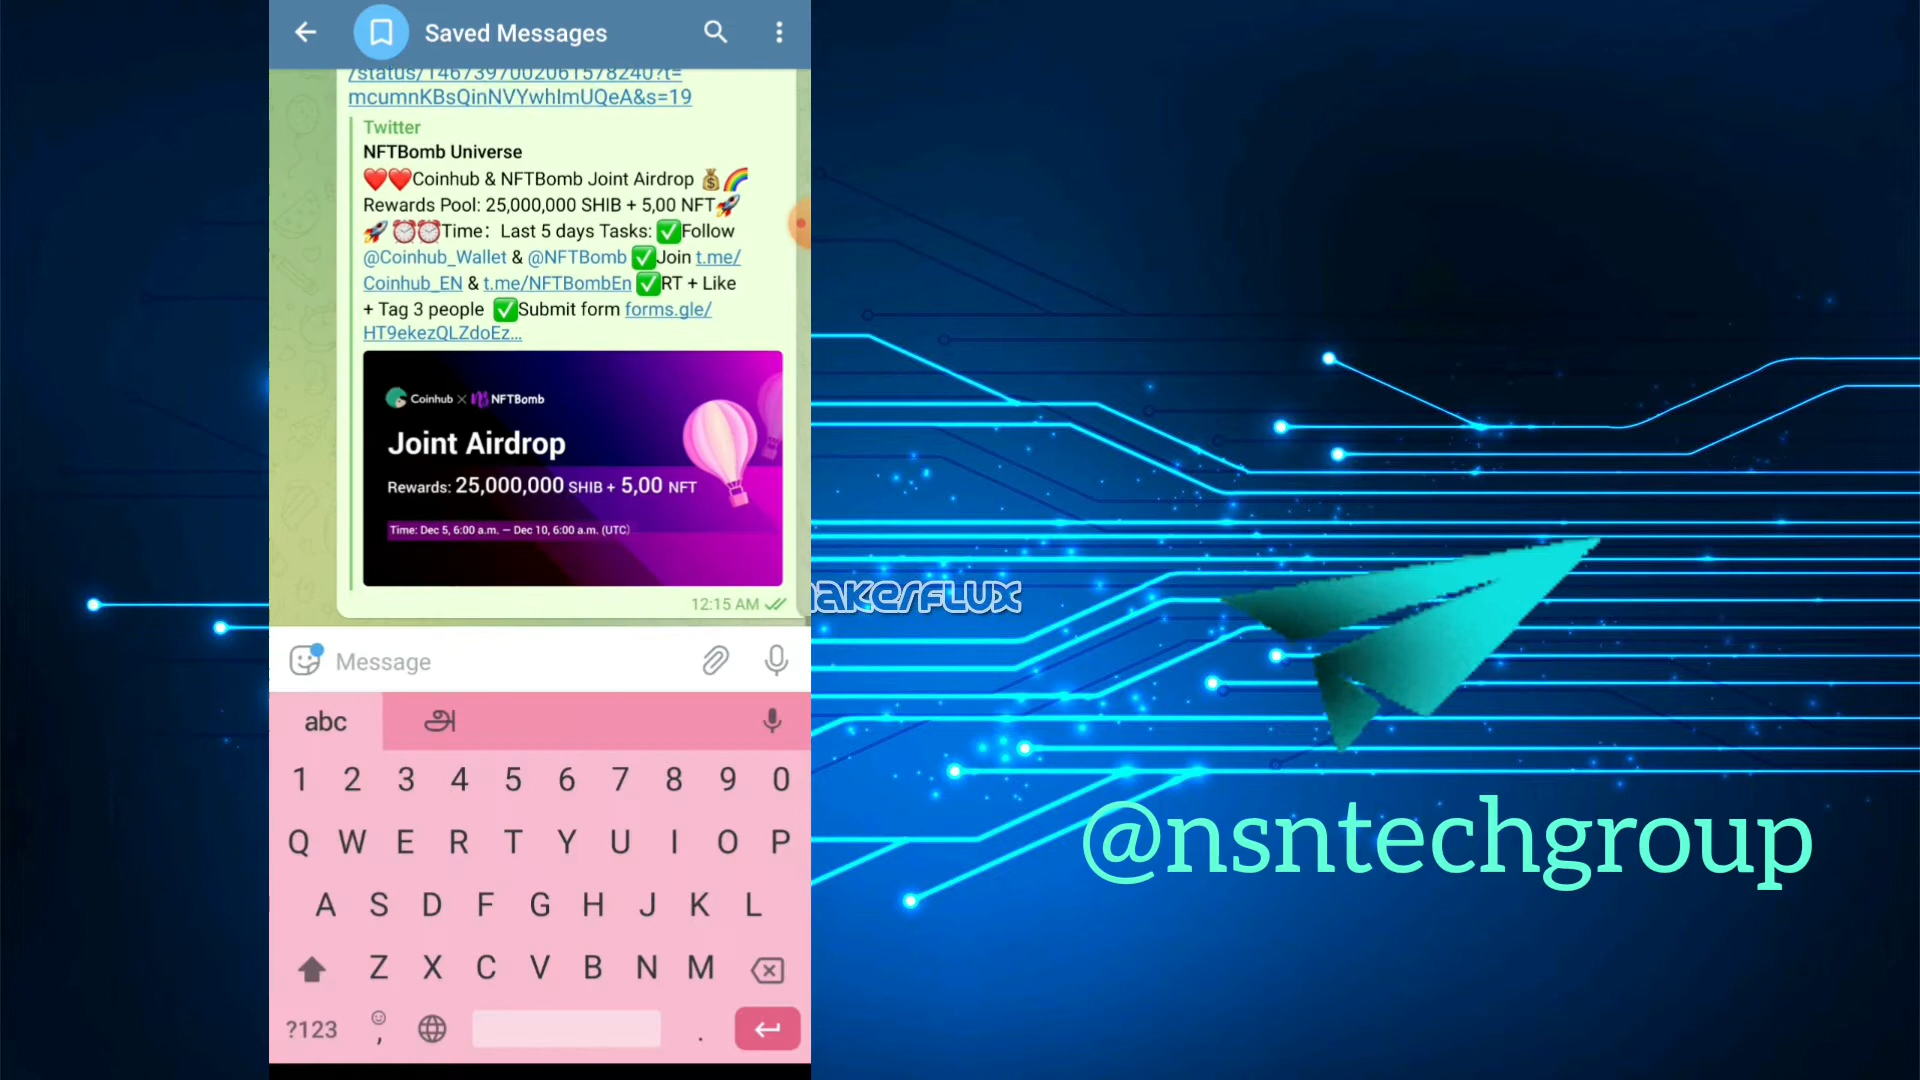 Saved Messages
/status/1467397002061578240?t=
mcumnKBsQinNVYwhImUQeA&s=19
Twitter
NFTBomb Universe
❤️❤️Coinhub & NFTBomb Joint Airdrop 💰🌈
Rewards Pool: 25,000,000 SHIB + 5,00 NFT🚀
🚀 ⏰⏰Time: Last 5 days Tasks: ✅Follow
@Coinhub_Wallet & @NFTBomb ✅Join t.me/
Coinhub_EN & t.me/NFTBombEn ✅RT + Like
+ Tag 3 people ✅Submit form forms.gle/
HT9ekezQLZdoEz...
Coinhub X NFTBomb
Joint Airdrop
Rewards: 25,000,000 SHIB + 5,00 NFT
Time: Dec 5, 6:00 a.m. — Dec 10, 6:00 a.m. (UTC)
12:15 AM
Message
abc அ
1 2 3 4 5 6 7 8 9 0
Q W E R T Y U I O P
A S D F G H J K L
Z X C V B N M
?123 , .
akerflux
@nsntechgroup